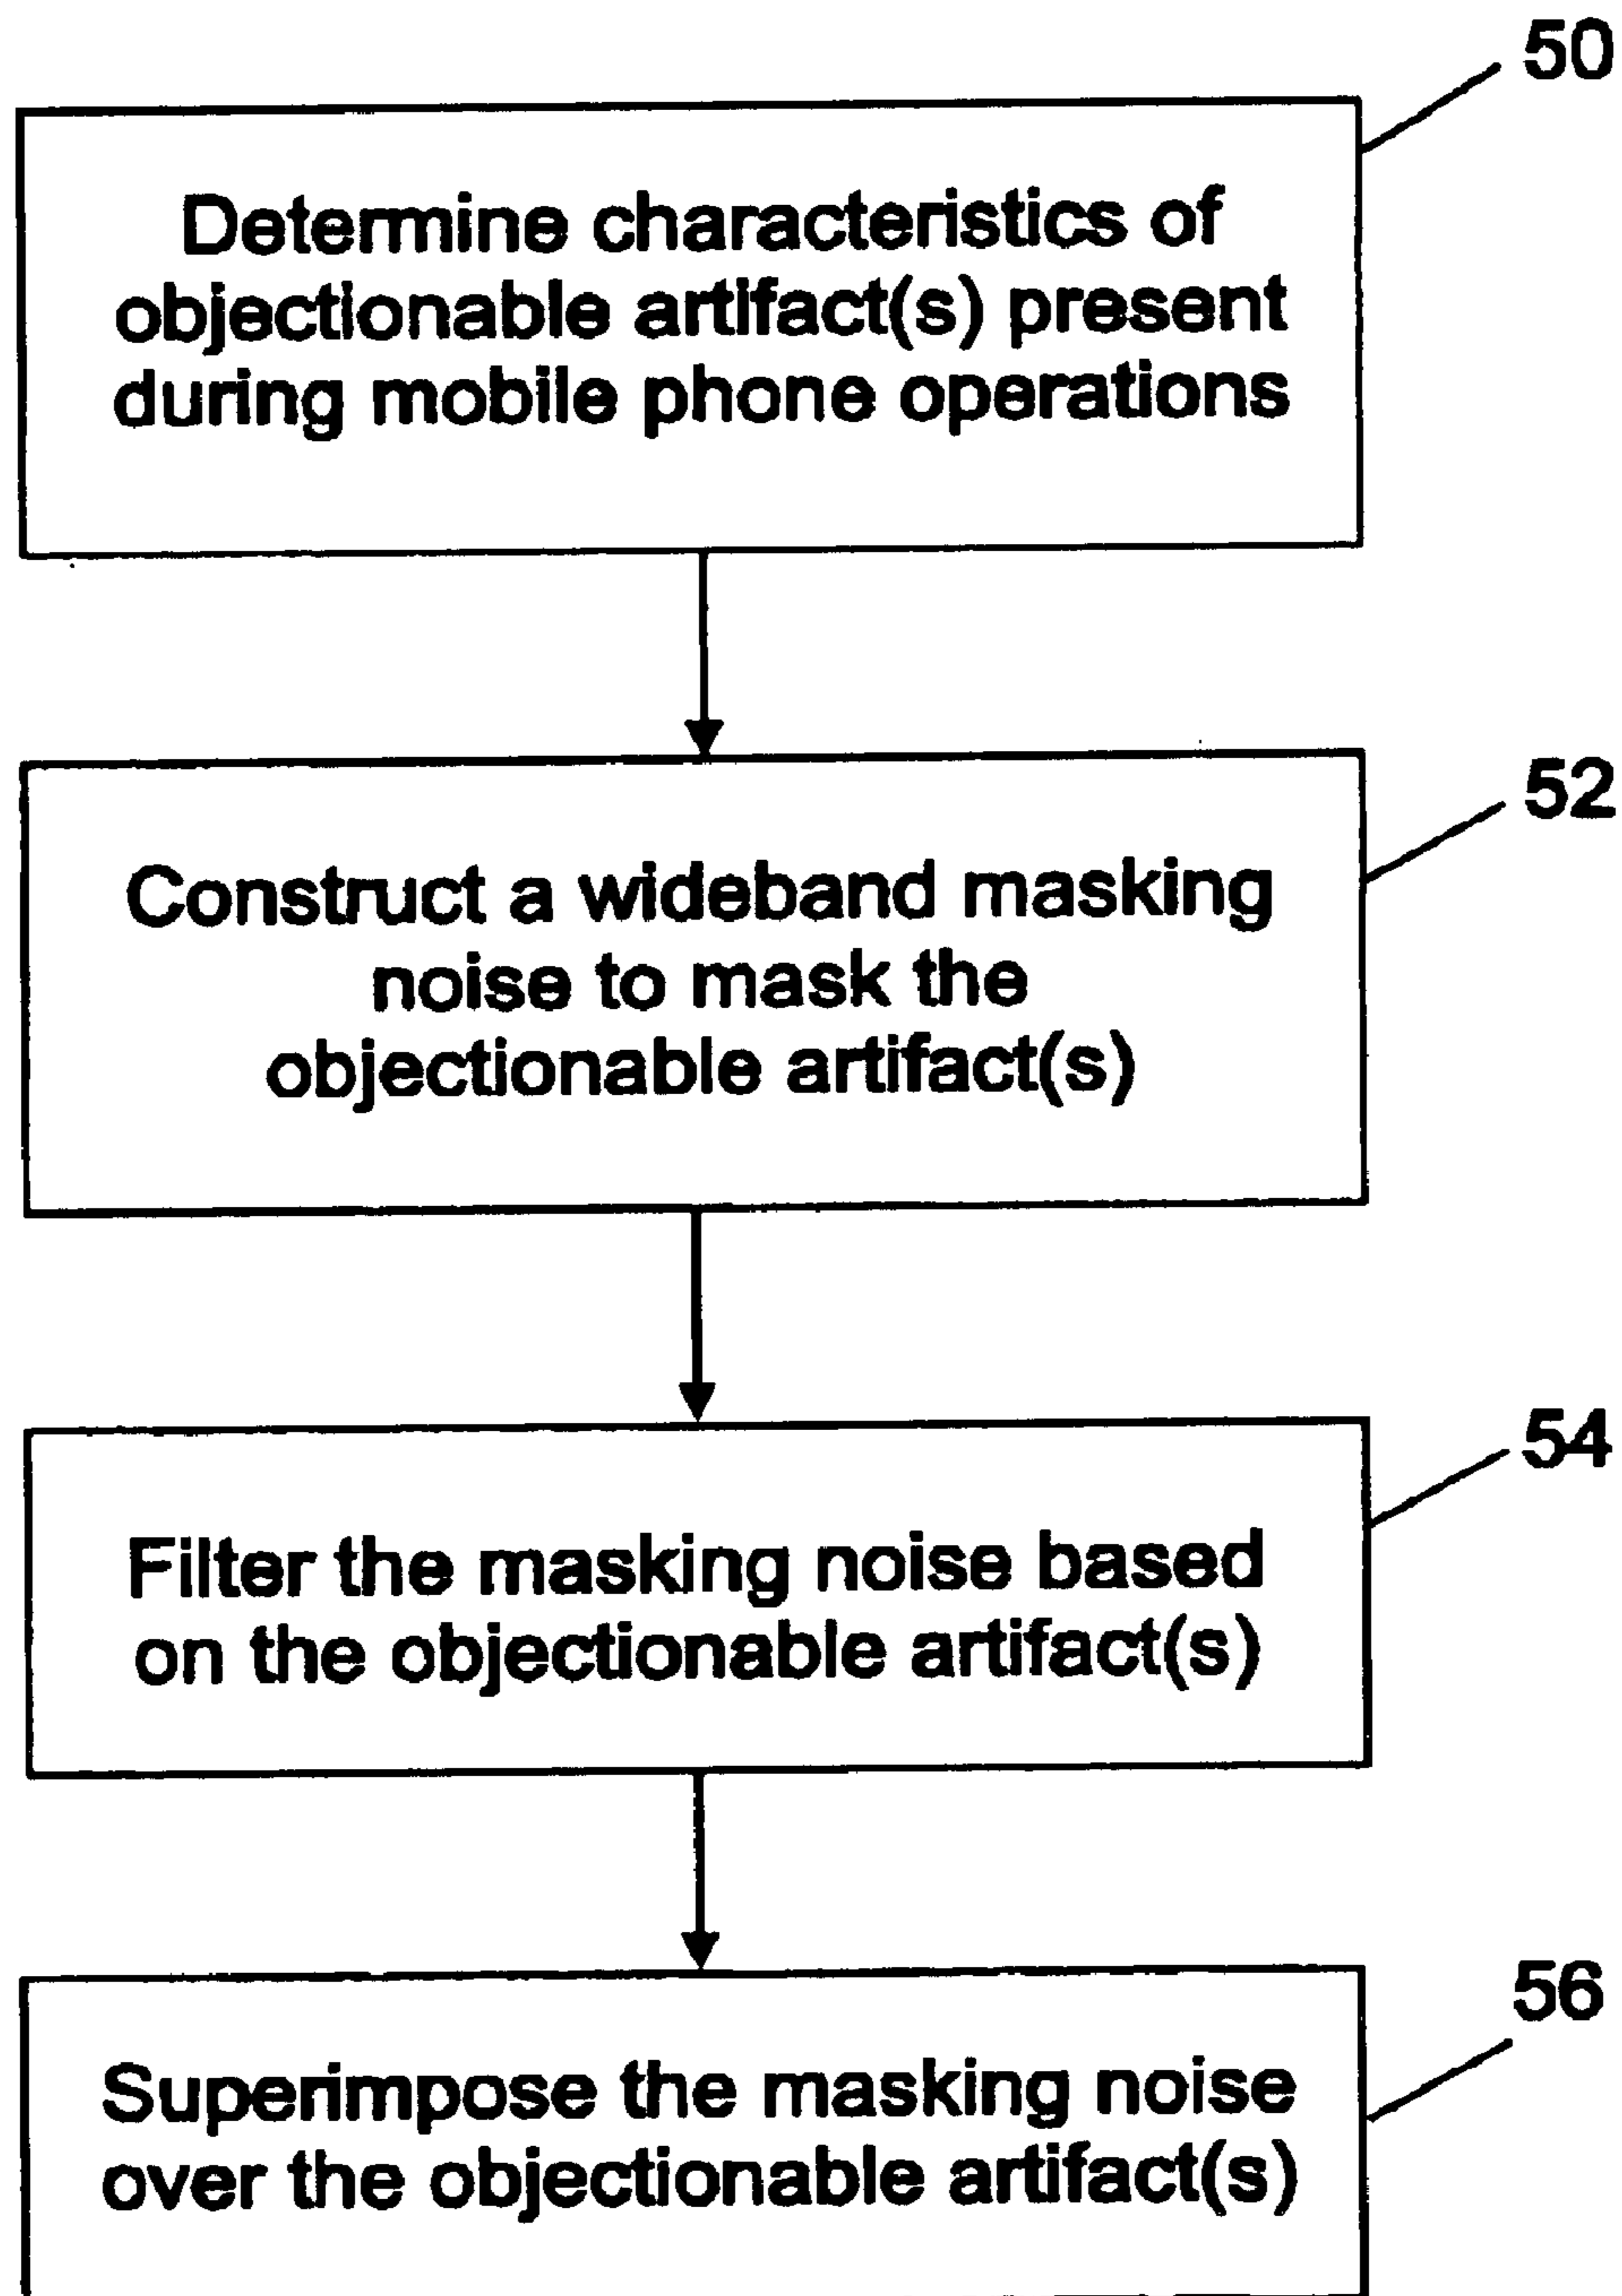 50
Determine characteristics of
objectionable artifact(s) present
during mobile phone operations
52
Construct a wideband masking
noise to mask the
objectionable artifact(s)
54
Filter the masking noise based
on the objectionable artifact(s)
56
Superimpose the masking noise
over the objectionable artifact(s)